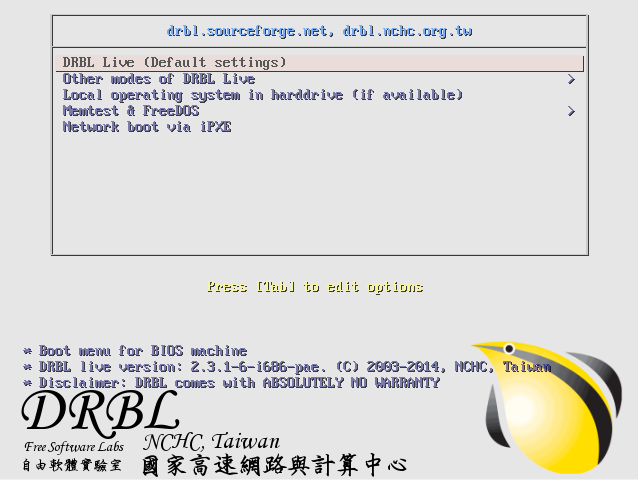 drbl.sourceforge.net, drbl.nchc.org.tw
DRBL Live (Default settings)
Other modes of DRBL Live >
Local operating system in harddrive (if available)
Memtest & FreeDOS >
Network boot via iPXE
Press [Tab] to edit options
* Boot menu for BIOS machine
* DRBL live version: 2.3.1-6-i686-pae. (C) 2003-2014, NCHC, Taiwan
* Disclaimer: DRBL comes with ABSOLUTELY NO WARRANTY
DRBL
Free Software Labs NCHC, Taiwan
自由軟體實驗室 國家高速網路與計算中心